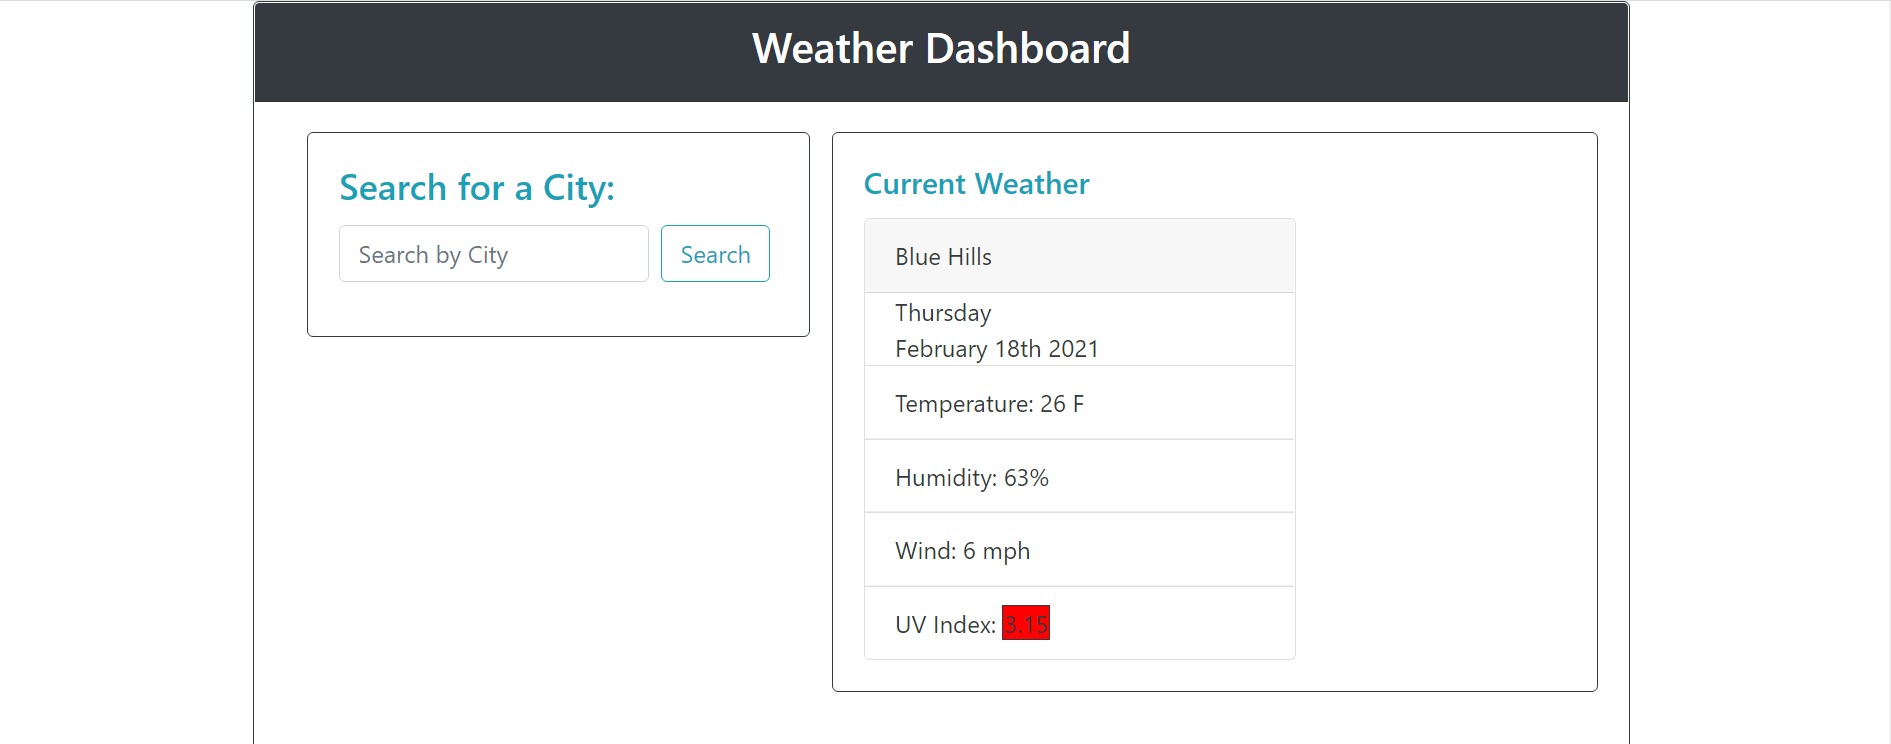 Weather Dashboard
Search for a City:
Search by City
Search
Current Weather
Blue Hills
Thursday
February 18th 2021
Temperature: 26 F
Humidity: 63%
Wind: 6 mph
UV Index: 3.15